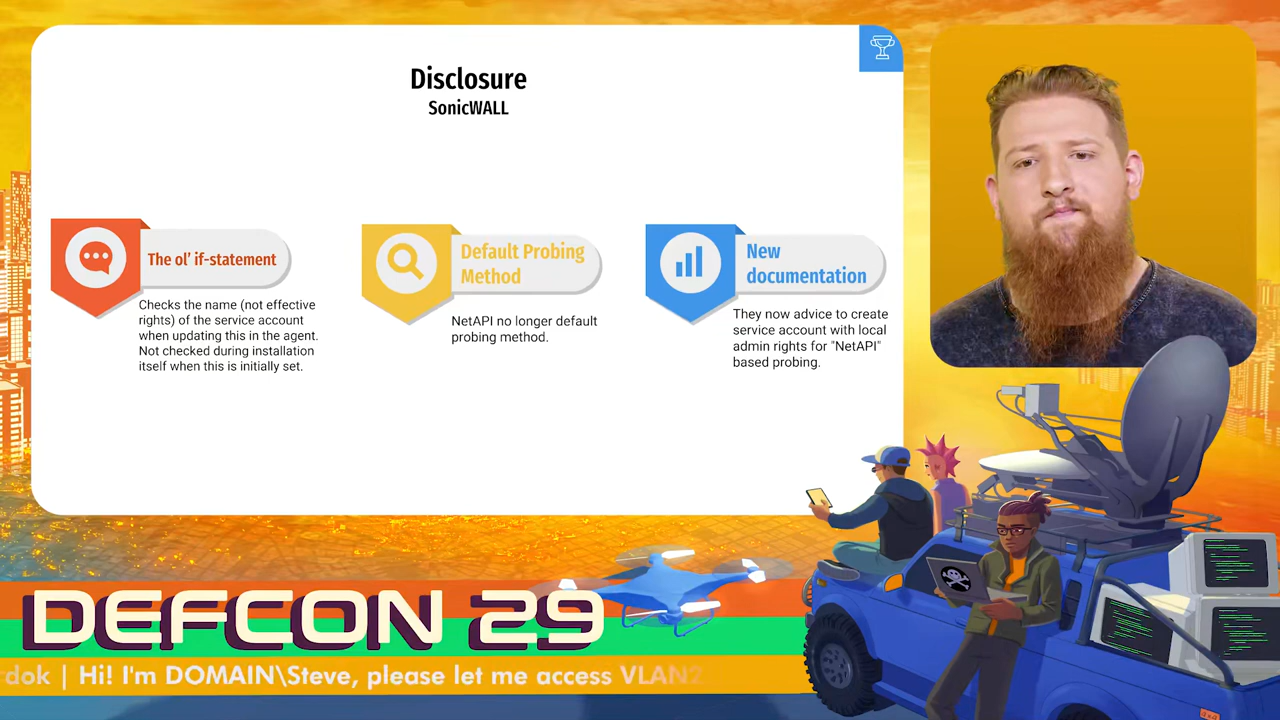 Disclosure
SonicWALL
The ol' if-statement
Checks the name (not effective
rights) of the service account
when updating this in the agent.
Not checked during installation
itself when this is initially set.
Default Probing
Method
NetAPI no longer default
probing method.
New
documentation
They now advice to create
service account with local
admin rights for "NetAPI"
based probing.
DEFCON 29
dok | Hi! I'm DOMAIN\Steve, please let me access VLAN2